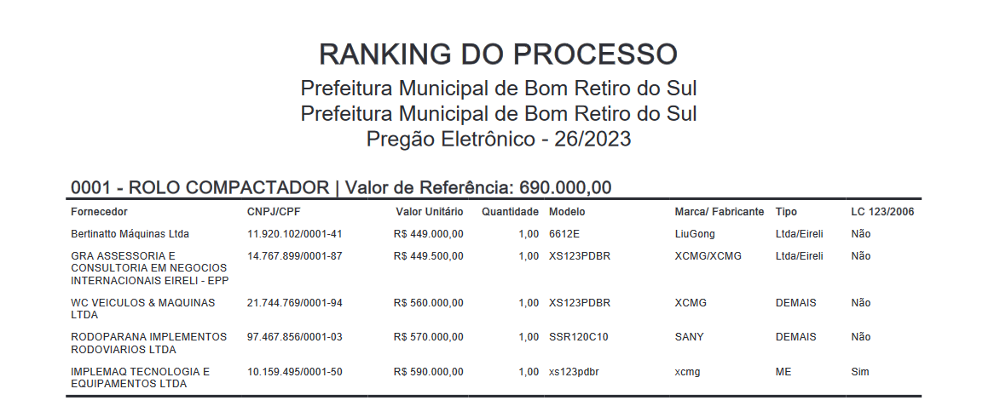 RANKING DO PROCESSO
Prefeitura Municipal de Bom Retiro do Sul
Prefeitura Municipal de Bom Retiro do Sul
Pregão Eletrônico - 26/2023
0001 - ROLO COMPACTADOR | Valor de Referência: 690.000,00
Fornecedor CNPJ/CPF Valor Unitário Quantidade Modelo Marca/ Fabricante Tipo LC 123/2006
Bertinatto Máquinas Ltda 11.920.102/0001-41 R$ 449.000,00 1,00 6612E LiuGong Ltda/Eireli Não
GRA ASSESSORIA E 14.767.899/0001-87 R$ 449.500,00 1,00 XS123PDBR XCMG/XCMG Ltda/Eireli Não
CONSULTORIA EM NEGOCIOS
INTERNACIONAIS EIRELI - EPP
WC VEICULOS & MAQUINAS 21.744.769/0001-94 R$ 560.000,00 1,00 XS123PDBR XCMG DEMAIS Não
LTDA
RODOPARANA IMPLEMENTOS 97.467.856/0001-03 R$ 570.000,00 1,00 SSR120C10 SANY DEMAIS Não
RODOVIARIOS LTDA
IMPLEMAQ TECNOLOGIA E 10.159.495/0001-50 R$ 590.000,00 1,00 xs123pdbr xcmg ME Sim
EQUIPAMENTOS LTDA